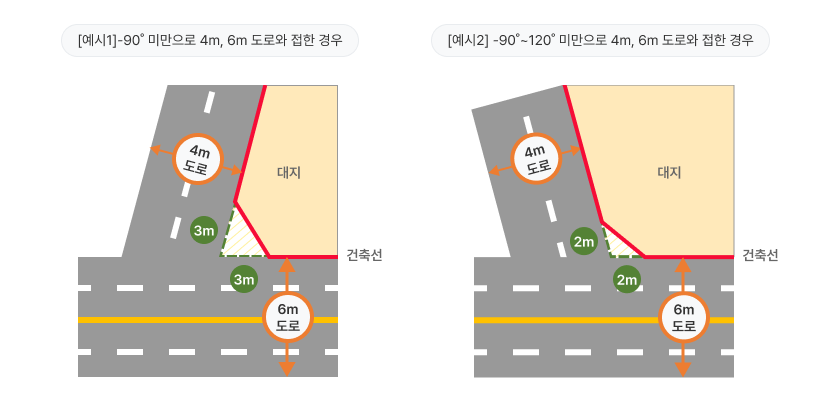 [예시1]-90˚ 미만으로 4m, 6m 도로와 접한 경우
[예시2] -90˚~120˚ 미만으로 4m, 6m 도로와 접한 경우
4m
도로
대지
3m
3m
건축선
6m
도로
4m
도로
대지
2m
2m
건축선
6m
도로